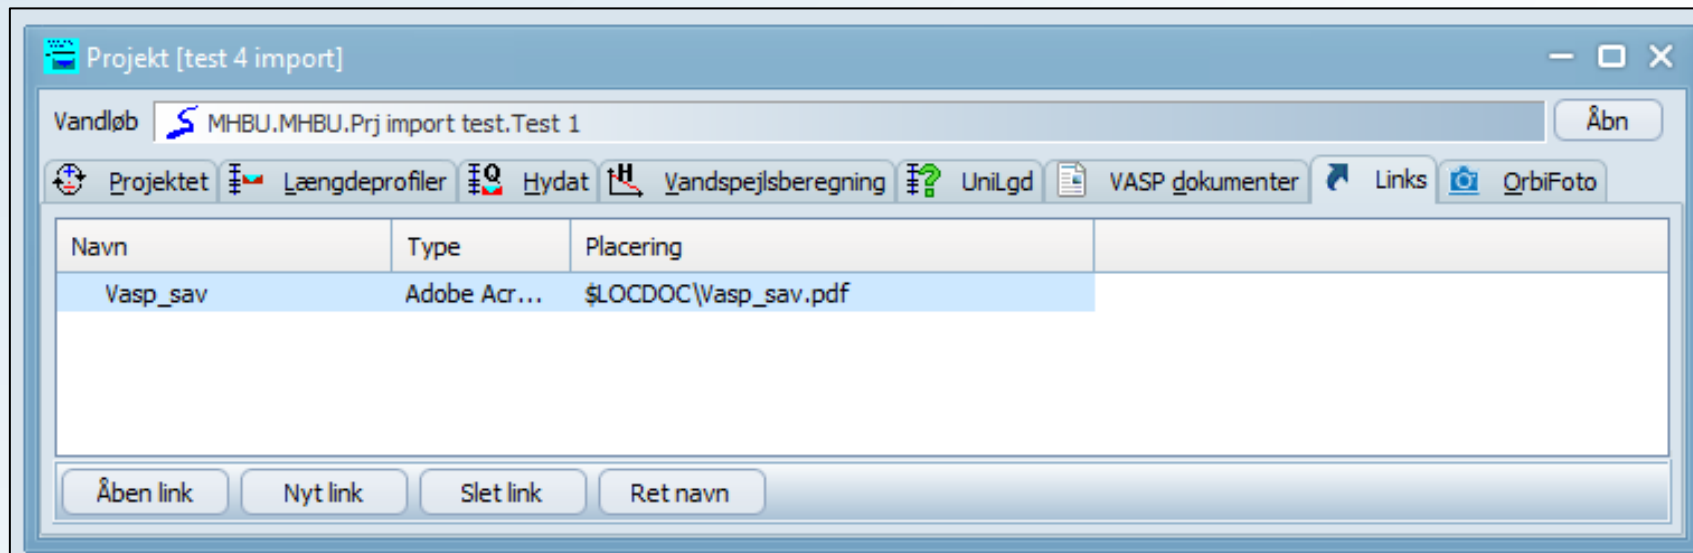 Projekt [test 4 import]
Vandløb MHBU.MHBU.Prj import test.Test 1 Åbn
Projektet Længdeprofiler Hydat Vandspejlsberegning UniLgd VASP dokumenter Links OrbiFoto
Navn Type Placering
Vasp_sav Adobe Acr... $LOCDOC\Vasp_sav.pdf
Åben link Nyt link Slet link Ret navn